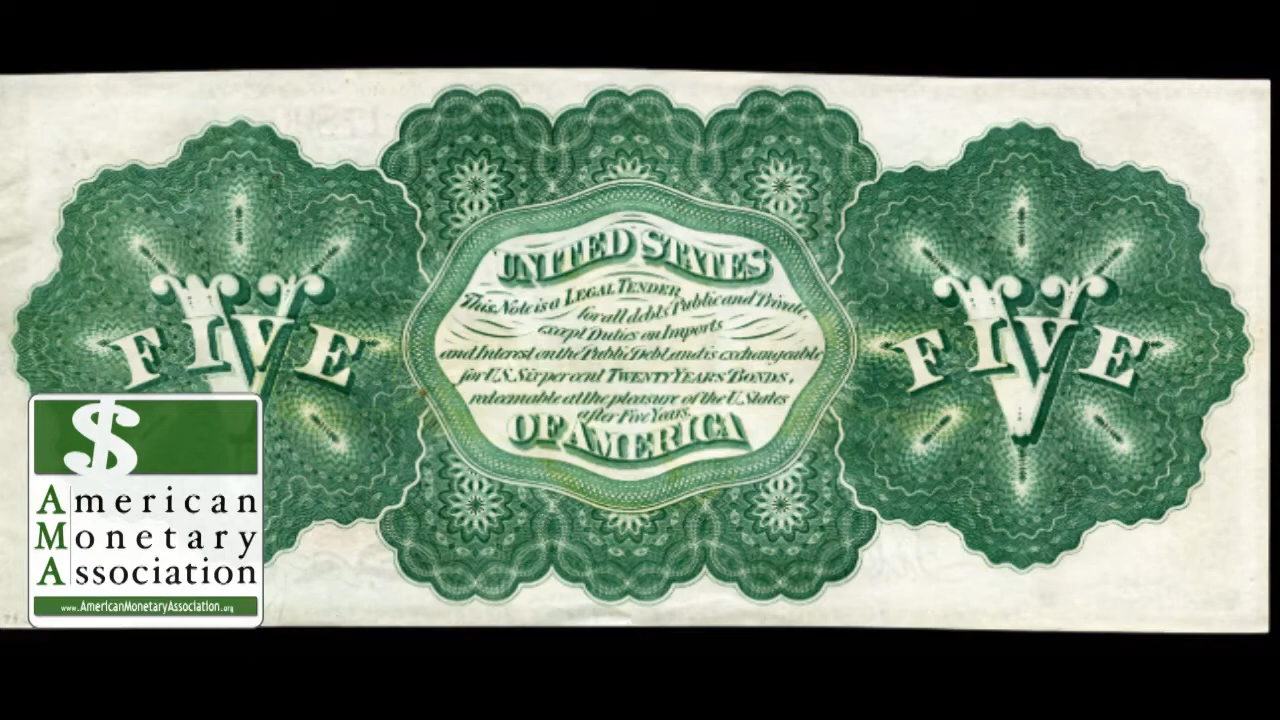 UNITED STATES
This Note is a LEGAL TENDER
for all debts Public and Private,
except Duties on Imports
and Interest on the Public Debt, and is exchangeable
for U.S. Six per cent TWENTY YEARS BONDS,
redeemable at the pleasure of the U. States
after Five Years.
OF AMERICA
V
FIVE
V
FIVE
$
American
Monetary
Association
www.AmericanMonetaryAssociation.org